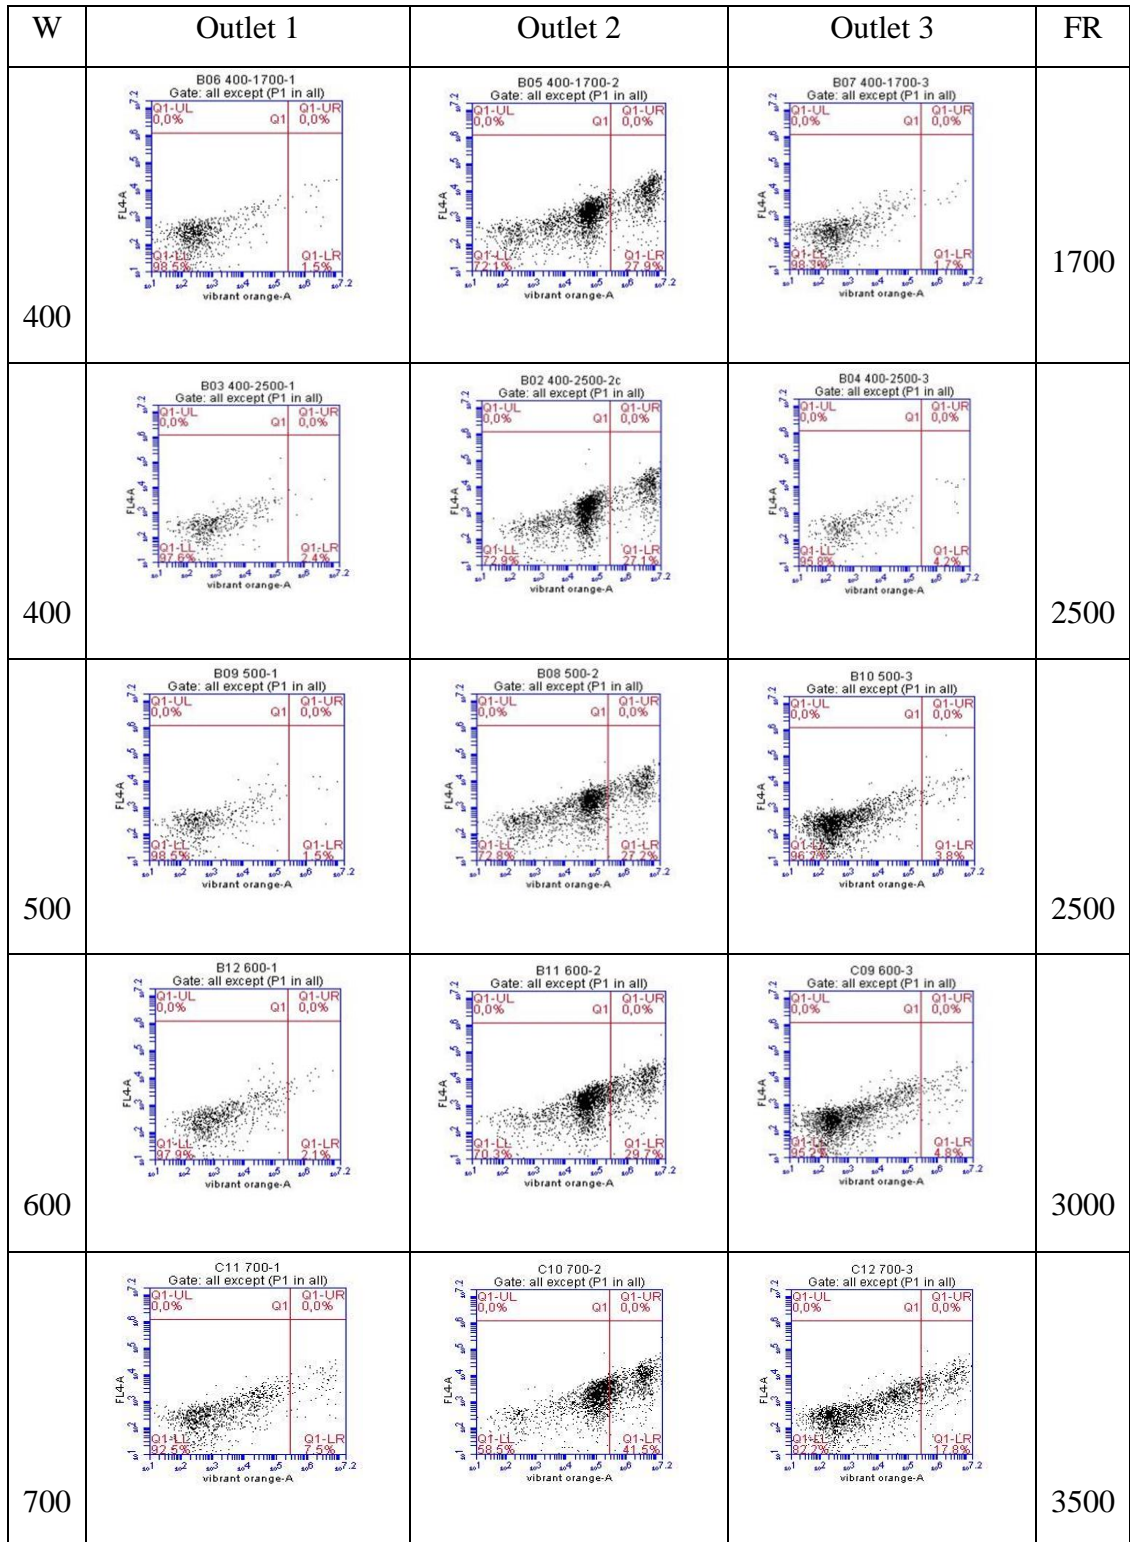 W Outlet 1 Outlet 2 Outlet 3 FR
B06 400-1700-1
Gate: all except (P1 in all)
Q1-UL Q1-UR
0,0% Q1 0,0%
FL4-A
Q1-LL Q1-LR
98.5% 1.5%
vibrant orange-A
B05 400-1700-2
Gate: all except (P1 in all)
Q1-UL Q1-UR
0,0% Q1 0,0%
FL4-A
Q1-LL Q1-LR
72.1% 27.9%
vibrant orange-A
B07 400-1700-3
Gate: all except (P1 in all)
Q1-UL Q1-UR
0,0% Q1 0,0%
FL4-A
Q1-LL Q1-LR
98.3% 1.7%
vibrant orange-A
400 1700
B03 400-2500-1
Gate: all except (P1 in all)
Q1-UL Q1-UR
0,0% Q1 0,0%
FL4-A
Q1-LL Q1-LR
97.6% 2.4%
vibrant orange-A
B02 400-2500-2c
Gate: all except (P1 in all)
Q1-UL Q1-UR
0,0% Q1 0,0%
FL4-A
Q1-LL Q1-LR
72.9% 27.1%
vibrant orange-A
B04 400-2500-3
Gate: all except (P1 in all)
Q1-UL Q1-UR
0,0% Q1 0,0%
FL4-A
Q1-LL Q1-LR
95.8% 4.2%
vibrant orange-A
400 2500
B09 500-1
Gate: all except (P1 in all)
Q1-UL Q1-UR
0,0% Q1 0,0%
FL4-A
Q1-LL Q1-LR
98.5% 1.5%
vibrant orange-A
B08 500-2
Gate: all except (P1 in all)
Q1-UL Q1-UR
0,0% Q1 0,0%
FL4-A
Q1-LL Q1-LR
72.8% 27.2%
vibrant orange-A
B10 500-3
Gate: all except (P1 in all)
Q1-UL Q1-UR
0,0% Q1 0,0%
FL4-A
Q1-LL Q1-LR
96.2% 3.8%
vibrant orange-A
500 2500
B12 600-1
Gate: all except (P1 in all)
Q1-UL Q1-UR
0,0% Q1 0,0%
FL4-A
Q1-LL Q1-LR
97.9% 2.1%
vibrant orange-A
B11 600-2
Gate: all except (P1 in all)
Q1-UL Q1-UR
0,0% Q1 0,0%
FL4-A
Q1-LL Q1-LR
70.3% 29.7%
vibrant orange-A
C09 600-3
Gate: all except (P1 in all)
Q1-UL Q1-UR
0,0% Q1 0,0%
FL4-A
Q1-LL Q1-LR
95.2% 4.8%
vibrant orange-A
600 3000
C11 700-1
Gate: all except (P1 in all)
Q1-UL Q1-UR
0,0% Q1 0,0%
FL4-A
Q1-LL Q1-LR
92.5% 7.5%
vibrant orange-A
C10 700-2
Gate: all except (P1 in all)
Q1-UL Q1-UR
0,0% Q1 0,0%
FL4-A
Q1-LL Q1-LR
58.5% 41.5%
vibrant orange-A
C12 700-3
Gate: all except (P1 in all)
Q1-UL Q1-UR
0,0% Q1 0,0%
FL4-A
Q1-LL Q1-LR
82.2% 17.8%
vibrant orange-A
700 3500